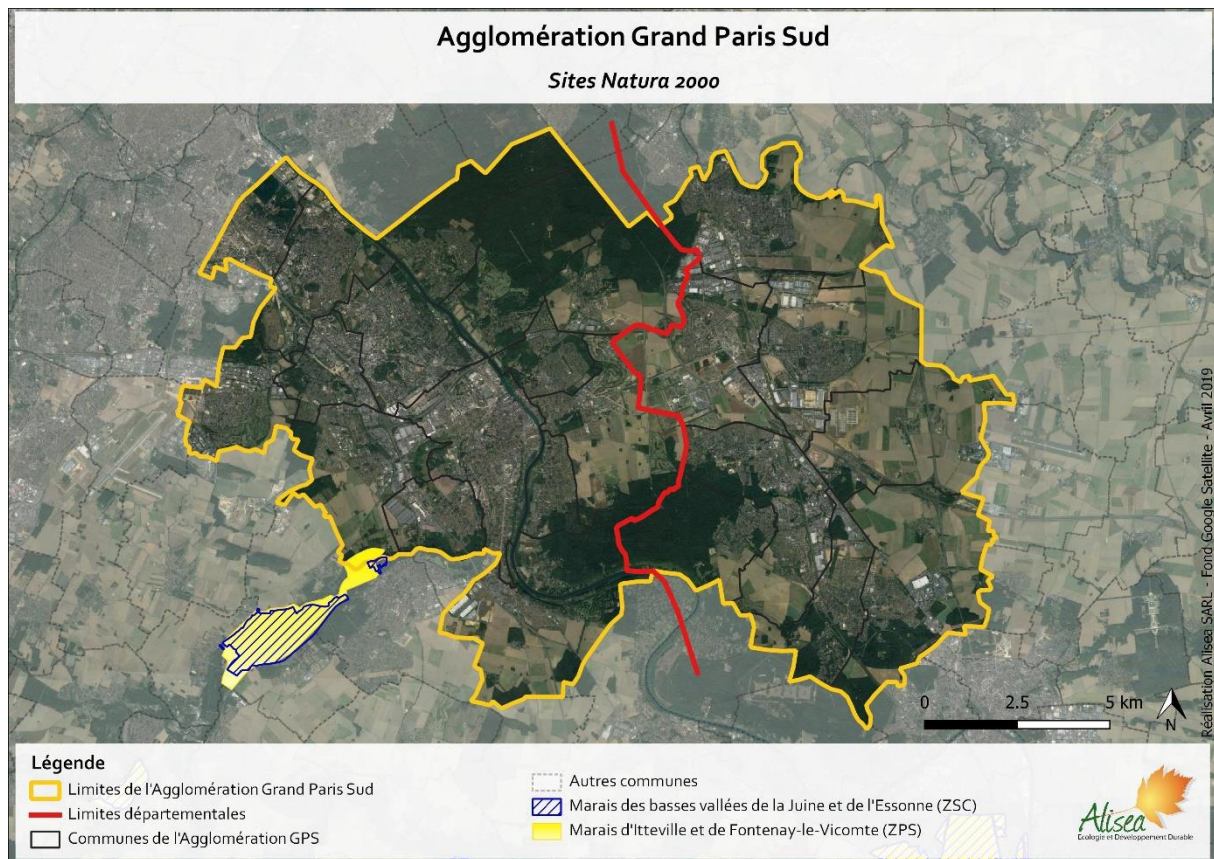 Agglomération Grand Paris Sud
Sites Natura 2000
Réalisation Alisea SARL - Fond Google Satellite - Avril 2019
0 2.5 5 km
N
Légende
Limites de l'Agglomération Grand Paris Sud
Limites départementales
Communes de l'Agglomération GPS
Autres communes
Marais des basses vallées de la Juine et de l'Essonne (ZSC)
Marais d'Itteville et de Fontenay-le-Vicomte (ZPS)
Alisea
Ecologie et Développement Durable